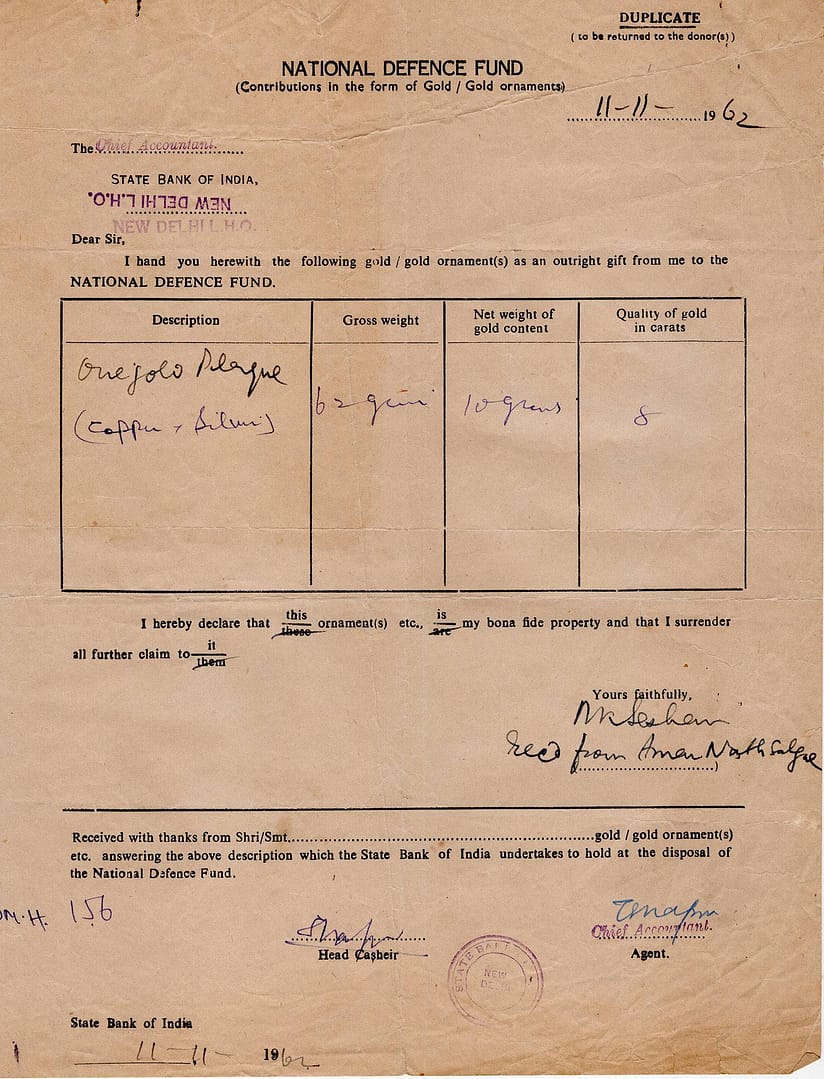 DUPLICATE
( to be returned to the donor(s) )
NATIONAL DEFENCE FUND
(Contributions in the form of Gold / Gold ornaments)
11-11- 1962
The Chief Accountant.
STATE BANK OF INDIA,
NEW DELHI L.H.O.
NEW DELHI L.H.O.
Dear Sir,
I hand you herewith the following gold / gold ornament(s) as an outright gift from me to the
NATIONAL DEFENCE FUND.
Description Gross weight Net weight of gold content Quality of gold in carats
One gold Plaque
(Copper + Silver) 62 gms 10 grams 8
I hereby declare that this these ornament(s) etc., is are my bona fide property and that I surrender
all further claim to it them
Yours faithfully,
Recd from Amar Nath
Received with thanks from Shri/Smt. gold / gold ornament(s)
etc. answering the above description which the State Bank of India undertakes to hold at the disposal of
the National Defence Fund.
M.H. 156
Chief Accountant.
Head Casheir Agent.
STATE BANK
NEW
DELHI
State Bank of India
11-11- 1962